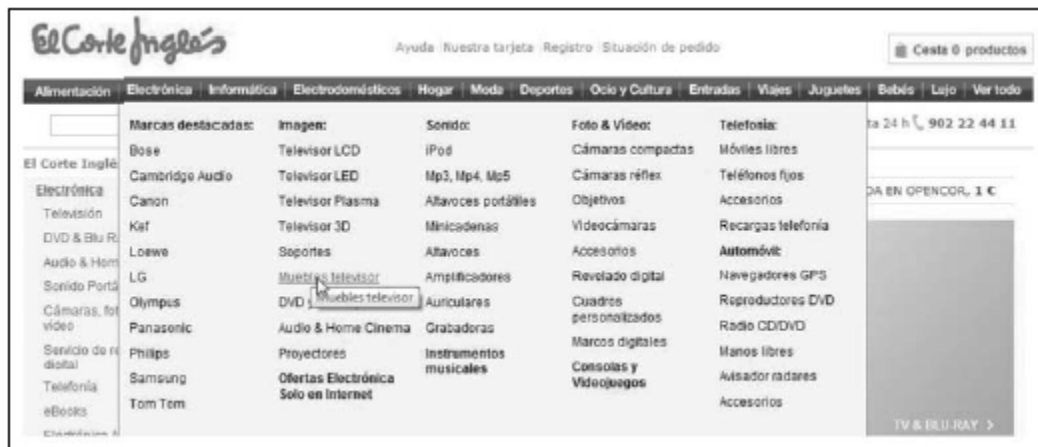 El Corte Inglés
Ayuda Nuestra tarjeta Registro Situación de pedido
Cesta 0 productos
Alimentación Electrónica Informática Electrodomésticos Hogar Moda Deportes Ocio y Cultura Entradas Viajes Juguetes Bebés Lujo Ver todo
ta 24 h 902 22 44 11
El Corte Inglé
Electrónica
Televisión
DVD & Blu R
Audio & Hom
Sonido Portá
Cámaras, fot
vídeo
Servicio de re
digital
Telefonía
eBooks
Marcas destacadas:
Bose
Cambridge Audio
Canon
Kef
Loewe
LG
Olympus
Panasonic
Philips
Samsung
Tom Tom
Imagen:
Televisor LCD
Televisor LED
Televisor Plasma
Televisor 3D
Soportes
Muebles televisor
DVD
Muebles televisor
Audio & Home Cinema
Proyectores
Ofertas Electrónica
Solo en Internet
Sonido:
iPod
Mp3, Mp4, Mp5
Altavoces portátiles
Minicadenas
Altavoces
Amplificadores
Auriculares
Grabadoras
Instrumentos
musicales
Foto & Vídeo:
Cámaras compactas
Cámaras réflex
Objetivos
Videocámaras
Accesorios
Revelado digital
Cuadros
personalizados
Marcos digitales
Consolas y
Videojuegos
Telefonía:
Móviles libres
Teléfonos fijos
Accesorios
Recargas telefonía
Automóvil:
Navegadores GPS
Reproductores DVD
Radio CD/DVD
Manos libres
Avisador radares
Accesorios
DA EN OPENCOR, 1 €
TV & BLU-RAY >